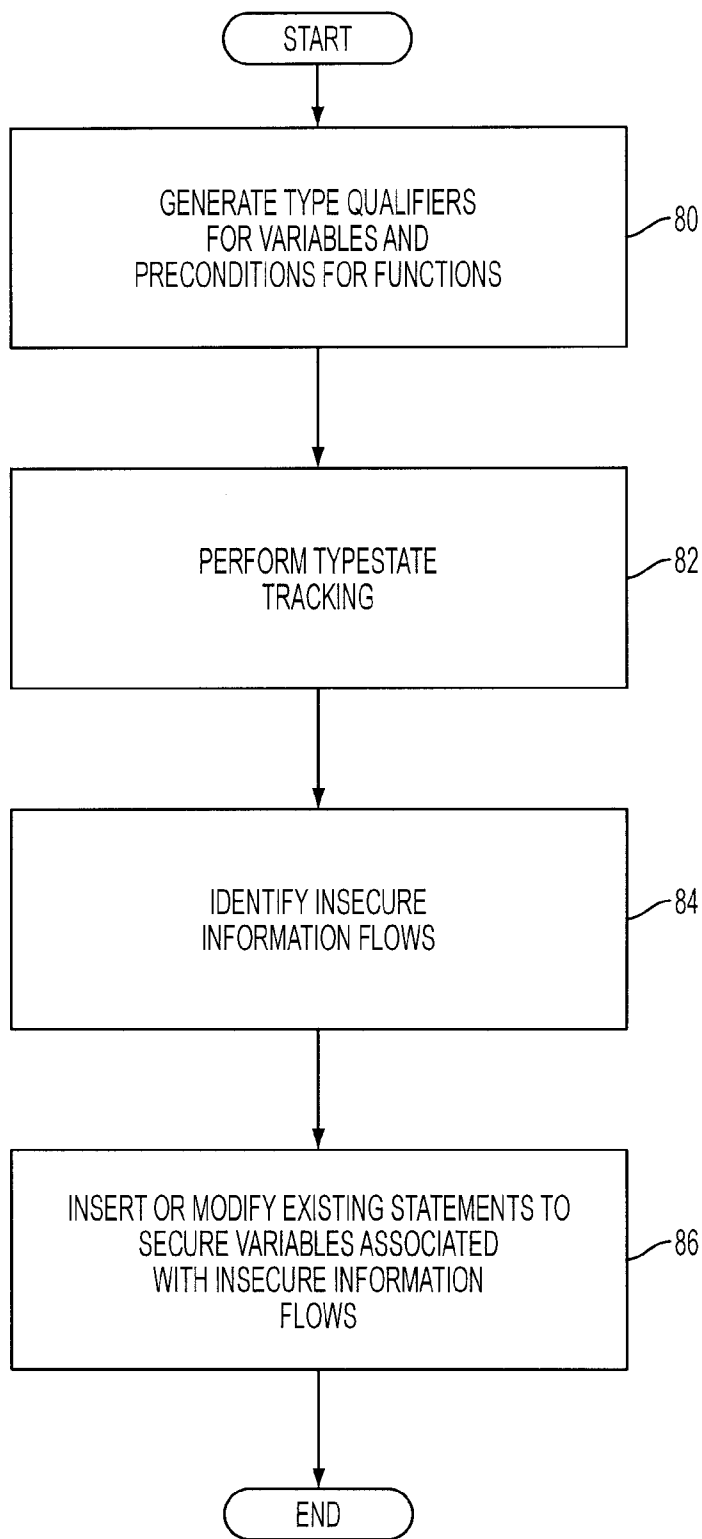 START
GENERATE TYPE QUALIFIERS
FOR VARIABLES AND
PRECONDITIONS FOR FUNCTIONS
80
PERFORM TYPESTATE
TRACKING
82
IDENTIFY INSECURE
INFORMATION FLOWS
84
INSERT OR MODIFY EXISTING STATEMENTS TO
SECURE VARIABLES ASSOCIATED
WITH INSECURE INFORMATION
FLOWS
86
END